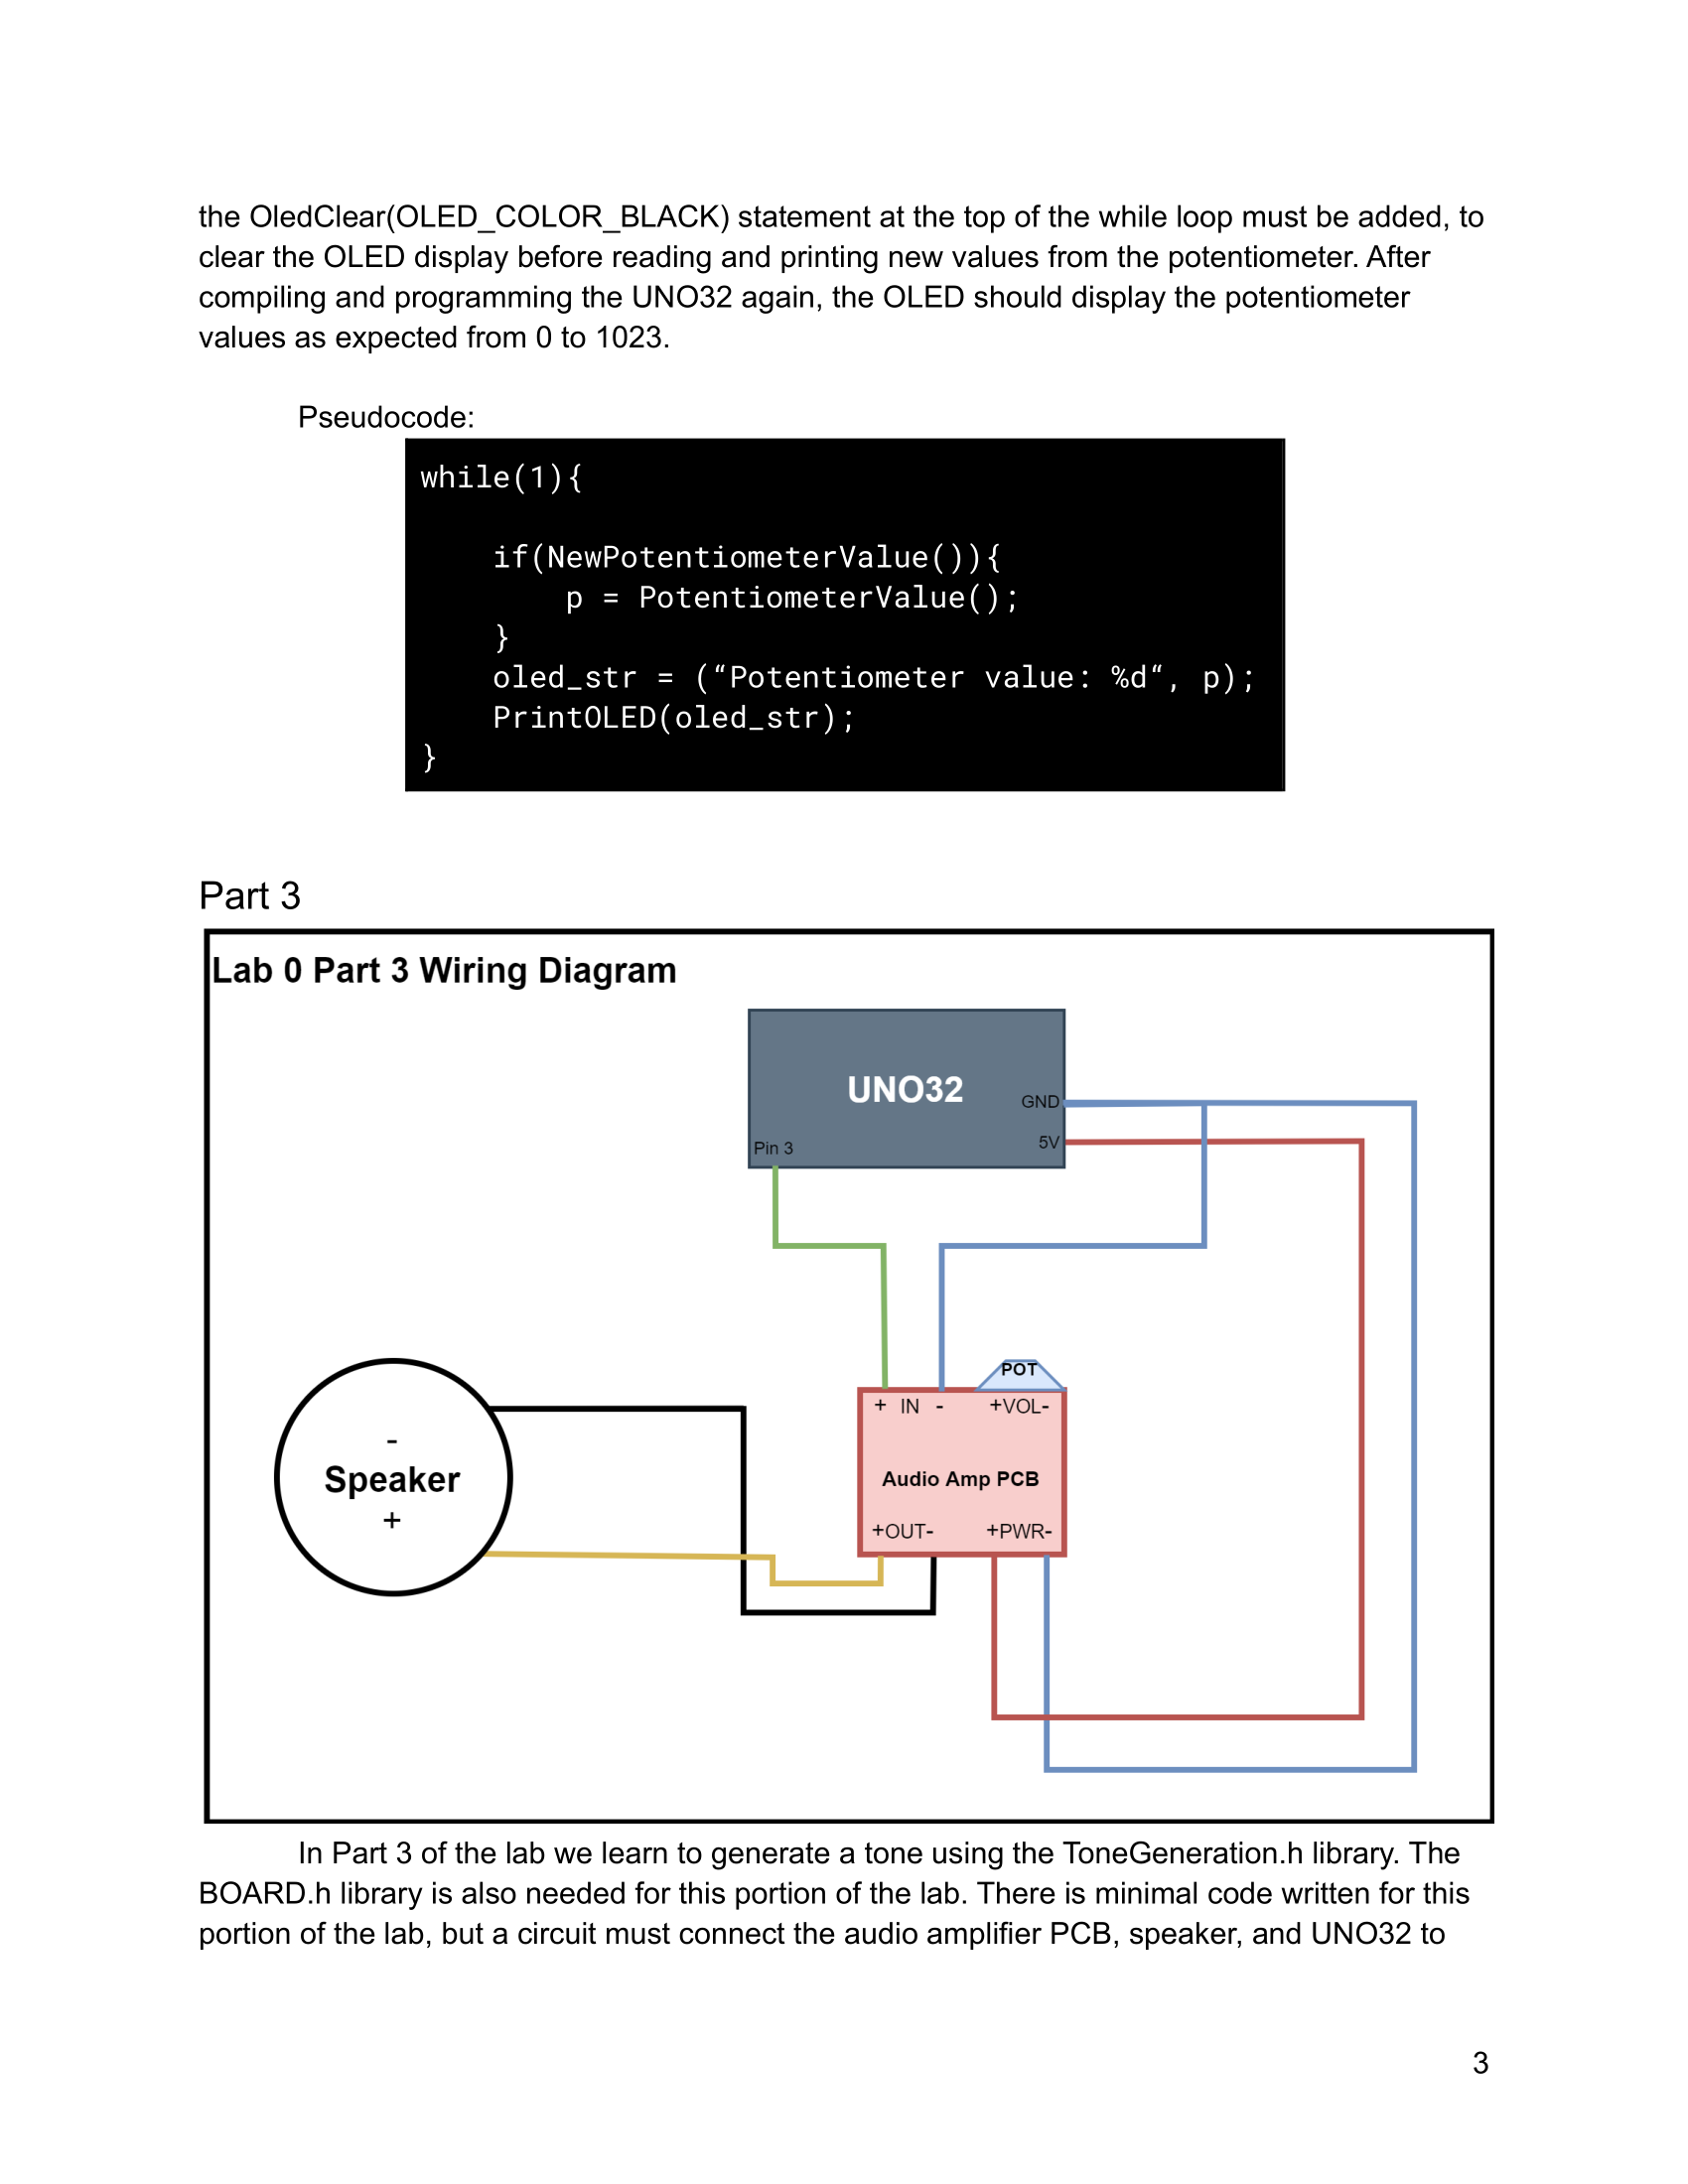 the OledClear(OLED_COLOR_BLACK) statement at the top of the while loop must be added, to
clear the OLED display before reading and printing new values from the potentiometer. After
compiling and programming the UNO32 again, the OLED should display the potentiometer
values as expected from 0 to 1023.
Pseudocode:
while(1){
if(NewPotentiometerValue()){
p = PotentiometerValue();
}
oled_str = (“Potentiometer value: %d“, p);
PrintOLED(oled_str);
}
Part 3
Lab 0 Part 3 Wiring Diagram
UNO32
GND
5V
Pin 3
POT
+ IN -
+VOL-
-
Speaker
+
Audio Amp PCB
+OUT-
+PWR-
In Part 3 of the lab we learn to generate a tone using the ToneGeneration.h library. The
BOARD.h library is also needed for this portion of the lab. There is minimal code written for this
portion of the lab, but a circuit must connect the audio amplifier PCB, speaker, and UNO32 to
3